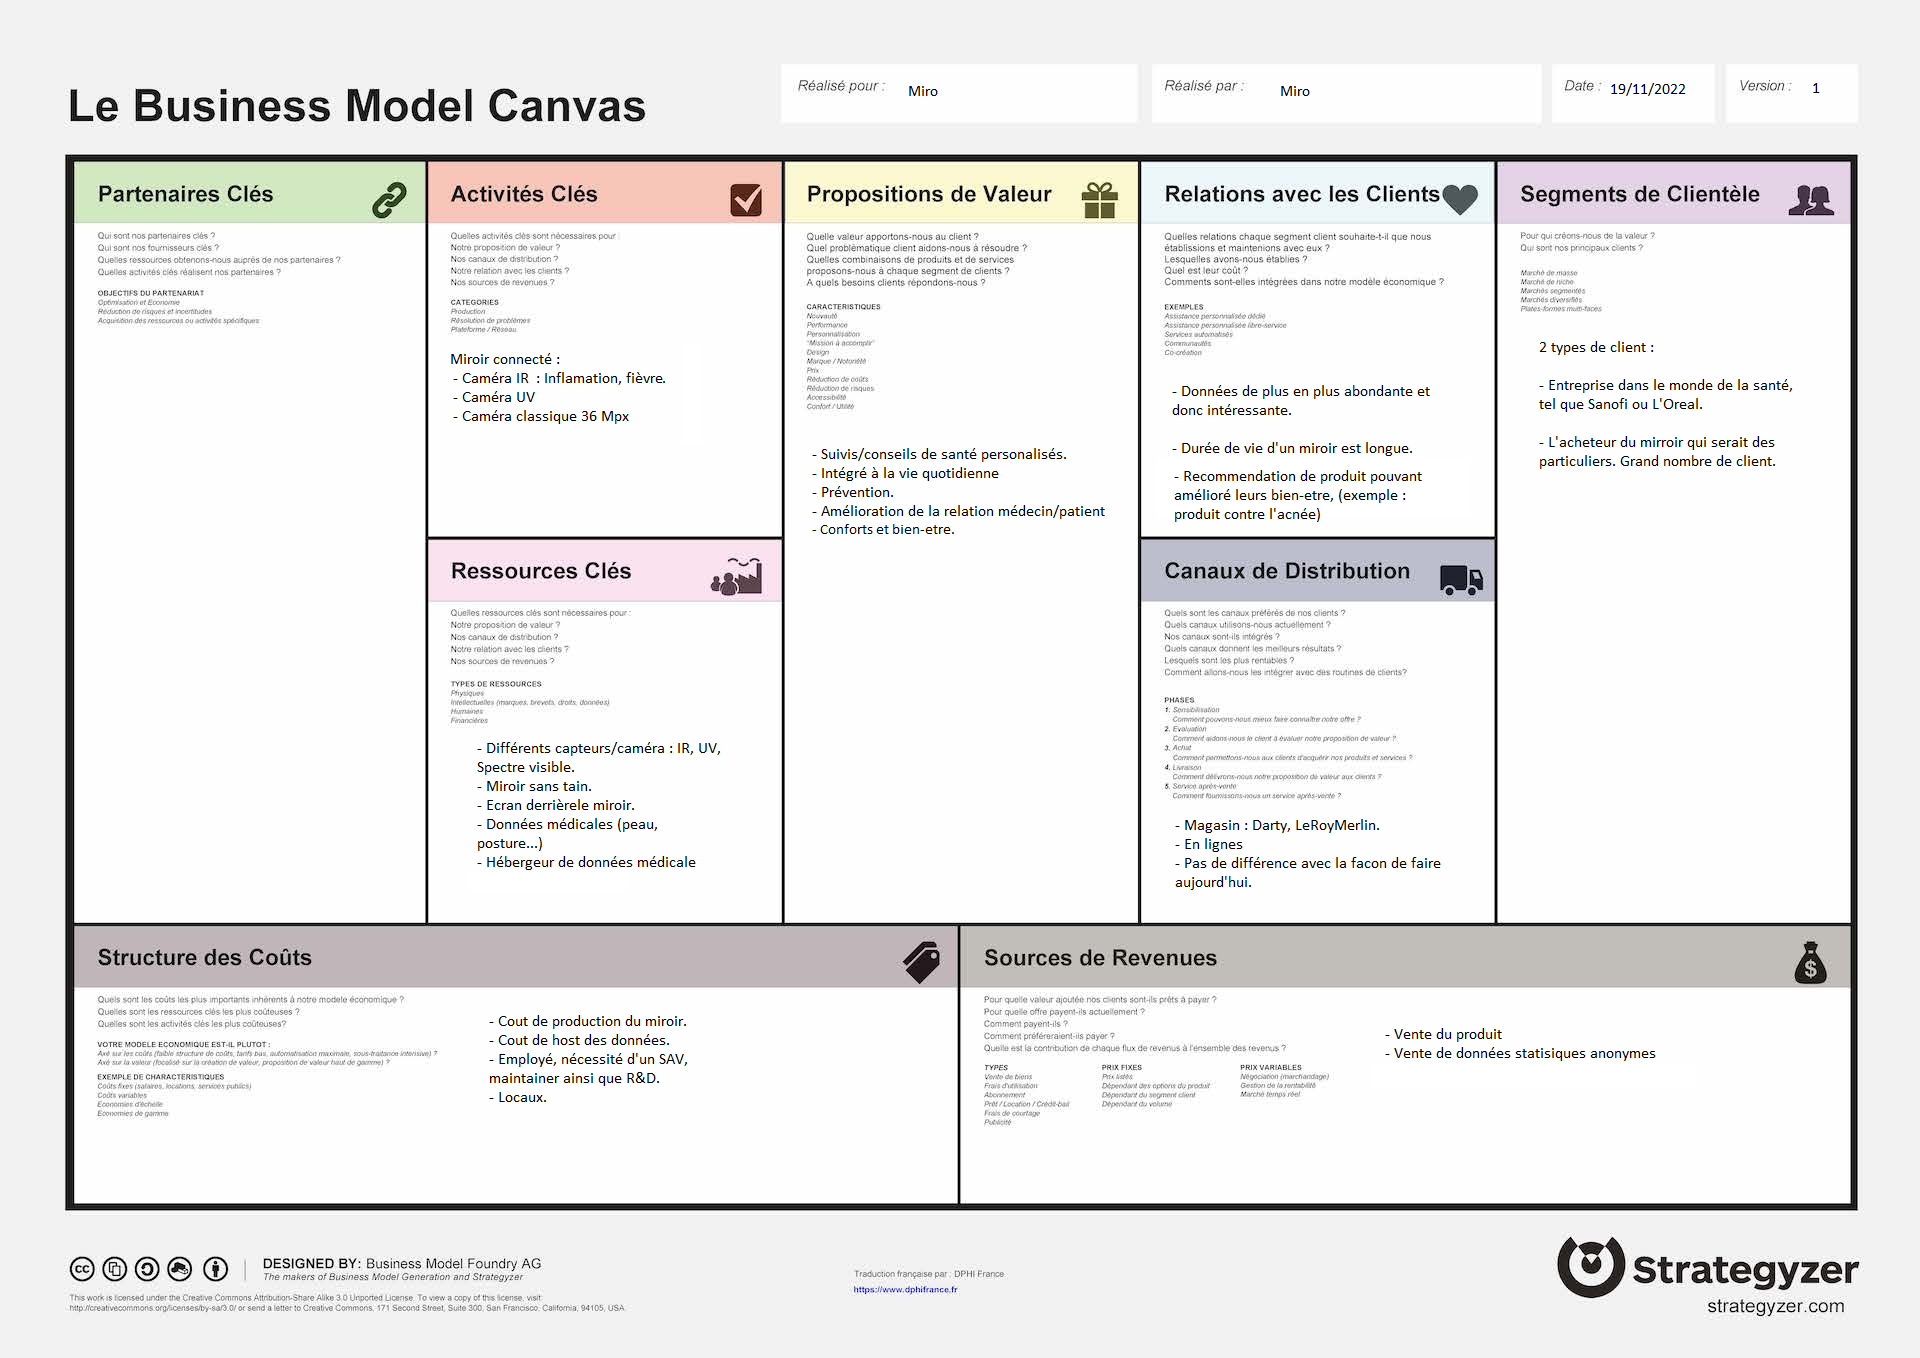 Le Business Model Canvas
Réalisé pour : Miro
Réalisé par : Miro
Date : 19/11/2022
Version : 1
Partenaires Clés
Qui sont nos partenaires clés ?
Qui sont nos fournisseurs clés ?
Quelles ressources obtenons-nous auprès de nos partenaires ?
Quelles activités clés réalisent nos partenaires ?
OBJECTIFS DU PARTENARIAT
Optimisation et Economie
Réduction de risques et incertitudes
Acquisition des ressources ou activités spécifiques
Activités Clés
Quelles activités clés sont nécessaires pour :
Notre proposition de valeur ?
Nos canaux de distribution ?
Notre relation avec les clients ?
Nos sources de revenues ?
CATEGORIES
Production
Résolution de problèmes
Plateforme / Réseau
Miroir connecté :
- Caméra IR : Inflamation, fièvre.
- Caméra UV
- Caméra classique 36 Mpx
Ressources Clés
Quelles ressources clés sont nécessaires pour :
Notre proposition de valeur ?
Nos canaux de distribution ?
Notre relation avec les clients ?
Nos sources de revenues ?
TYPES DE RESSOURCES
Physiques
Intellectuelles (marques, brevets, droits, données)
Humaines
Financières
- Différents capteurs/caméra : IR, UV,
Spectre visible.
- Miroir sans tain.
- Ecran derrièrele miroir.
- Données médicales (peau,
posture...)
- Hébergeur de données médicale
Propositions de Valeur
Quelle valeur apportons-nous au client ?
Quel problématique client aidons-nous à résoudre ?
Quelles combinaisons de produits et de services
proposons-nous à chaque segment de clients ?
A quels besoins clients répondons-nous ?
CARACTERISTIQUES
Nouveauté
Performance
Personnalisation
"Mission à accomplir"
Design
Marque / Notoriété
Prix
Réduction de coûts
Réduction de risques
Accessibilité
Confort / Utilité
- Suivis/conseils de santé personalisés.
- Intégré à la vie quotidienne
- Prévention.
- Amélioration de la relation médecin/patient
- Conforts et bien-etre.
Relations avec les Clients
Quelles relations chaque segment client souhaite-t-il que nous
établissions et maintenions avec eux ?
Lesquelles avons-nous établies ?
Quel est leur coût ?
Comments sont-elles intégrées dans notre modèle économique ?
EXEMPLES
Assistance personnalisée dédié
Assistance personnalisée libre-service
Services automatisés
Communautés
Co-création
- Données de plus en plus abondante et
donc intéressante.
- Durée de vie d'un miroir est longue.
- Recommendation de produit pouvant
amélioré leurs bien-etre, (exemple :
produit contre l'acnée)
Canaux de Distribution
Quels sont les canaux préférés de nos clients ?
Quels canaux utilisons-nous actuellement ?
Nos canaux sont-ils intégrés ?
Quels canaux donnent les meilleurs résultats ?
Lesquels sont les plus rentables ?
Comment allons-nous les intégrer avec des routines de clients?
PHASES
1. Sensibilisation
Comment pouvons-nous mieux faire connaître notre offre ?
2. Evaluation
Comment aidons-nous le client à évaluer notre proposition de valeur ?
3. Achat
Comment permettons-nous aux clients d'acquérir nos produits et services ?
4. Livraison
Comment délivrons-nous notre proposition de valeur aux clients ?
5. Service après-vente
Comment fournissons-nous un service après-vente ?
- Magasin : Darty, LeRoyMerlin.
- En lignes
- Pas de différence avec la facon de faire
aujourd'hui.
Segments de Clientèle
Pour qui créons-nous de la valeur ?
Qui sont nos principaux clients ?
Marché de masse
Marché de niche
Marchés segmentés
Marchés diversifiés
Plates-formes multi-faces
2 types de client :
- Entreprise dans le monde de la santé,
tel que Sanofi ou L'Oreal.
- L'acheteur du mirroir qui serait des
particuliers. Grand nombre de client.
Structure des Coûts
Quels sont les coûts les plus importants inhérents à notre modele économique ?
Quelles sont les ressources clés les plus coûteuses ?
Quelles sont les activités clés les plus coûteuses?
VOTRE MODELE ECONOMIQUE EST-IL PLUTOT :
Axé sur les coûts (faible structure de coûts, tarifs bas, automatisation maximale, sous-traitance intensive) ?
Axé sur la valeur (focalisé sur la création de valeur, proposition de valeur haut de gamme) ?
EXEMPLE DE CHARACTERISTIQUES
Coûts fixes (salaires, locations, services publics)
Coûts variables
Economies d'échelle
Economies de gamme
- Cout de production du miroir.
- Cout de host des données.
- Employé, nécessité d'un SAV,
maintainer ainsi que R&D.
- Locaux.
Sources de Revenues
Pour quelle valeur ajoutée nos clients sont-ils prêts à payer ?
Pour quelle offre payent-ils actuellement ?
Comment payent-ils ?
Comment préféreraient-ils payer ?
Quelle est la contribution de chaque flux de revenus à l'ensemble des revenus ?
TYPES
Vente de biens
Frais d'utilisation
Abonnement
Prêt / Location / Crédit-bail
Frais de courtage
Publicité
PRIX FIXES
Prix listés
Dépendant des options du produit
Dépendant du segment client
Dépendant du volume
PRIX VARIABLES
Négociation (marchandage)
Gestion de la rentabilité
Marché temps réel
- Vente du produit
- Vente de données statisiques anonymes
DESIGNED BY: Business Model Foundry AG
The makers of Business Model Generation and Strategyzer
This work is licensed under the Creative Commons Attribution-Share Alike 3.0 Unported License. To view a copy of this license, visit:
http://creativecommons.org/licenses/by-sa/3.0/ or send a letter to Creative Commons, 171 Second Street, Suite 300, San Francisco, California, 94105, USA.
Traduction française par : DPHI France
https://www.dphifrance.fr
Strategyzer
strategyzer.com